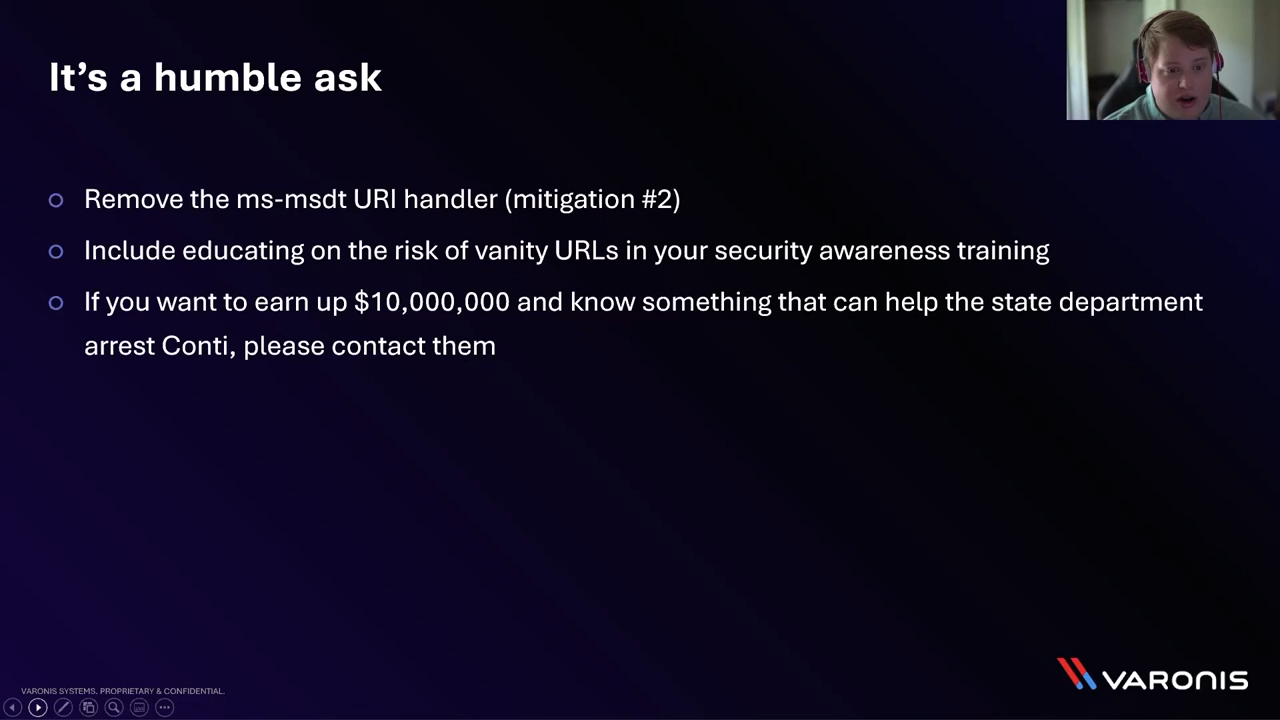 It’s a humble ask
Remove the ms-msdt URI handler (mitigation #2)
Include educating on the risk of vanity URLs in your security awareness training
If you want to earn up $10,000,000 and know something that can help the state department
arrest Conti, please contact them
VARONIS SYSTEMS. PROPRIETARY & CONFIDENTIAL.
VARONIS